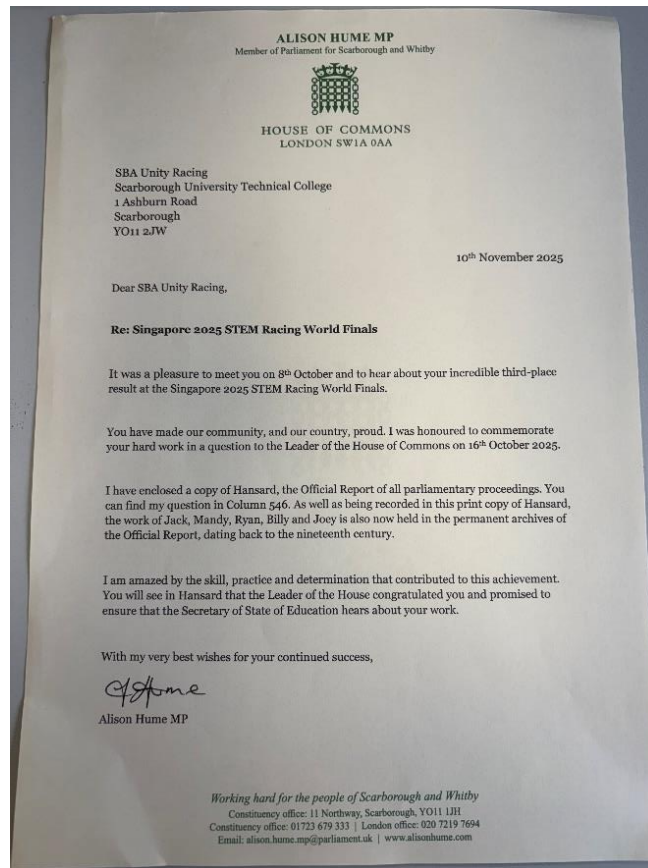 ALISON HUME MP
Member of Parliament for Scarborough and Whitby
HOUSE OF COMMONS
LONDON SW1A 0AA
SBA Unity Racing
Scarborough University Technical College
1 Ashburn Road
Scarborough
YO11 2JW
10th November 2025
Dear SBA Unity Racing,
Re: Singapore 2025 STEM Racing World Finals
It was a pleasure to meet you on 8th October and to hear about your incredible third-place
result at the Singapore 2025 STEM Racing World Finals.
You have made our community, and our country, proud. I was honoured to commemorate
your hard work in a question to the Leader of the House of Commons on 16th October 2025.
I have enclosed a copy of Hansard, the Official Report of all parliamentary proceedings. You
can find my question in Column 546. As well as being recorded in this print copy of Hansard,
the work of Jack, Mandy, Ryan, Billy and Joey is also now held in the permanent archives of
the Official Report, dating back to the nineteenth century.
I am amazed by the skill, practice and determination that contributed to this achievement.
You will see in Hansard that the Leader of the House congratulated you and promised to
ensure that the Secretary of State of Education hears about your work.
With my very best wishes for your continued success,
AHume
Alison Hume MP
Working hard for the people of Scarborough and Whitby
Constituency office: 11 Northway, Scarborough, YO11 1JH
Constituency office: 01723 679 333 | London office: 020 7219 7694
Email: alison.hume.mp@parliament.uk | www.alisonhume.com